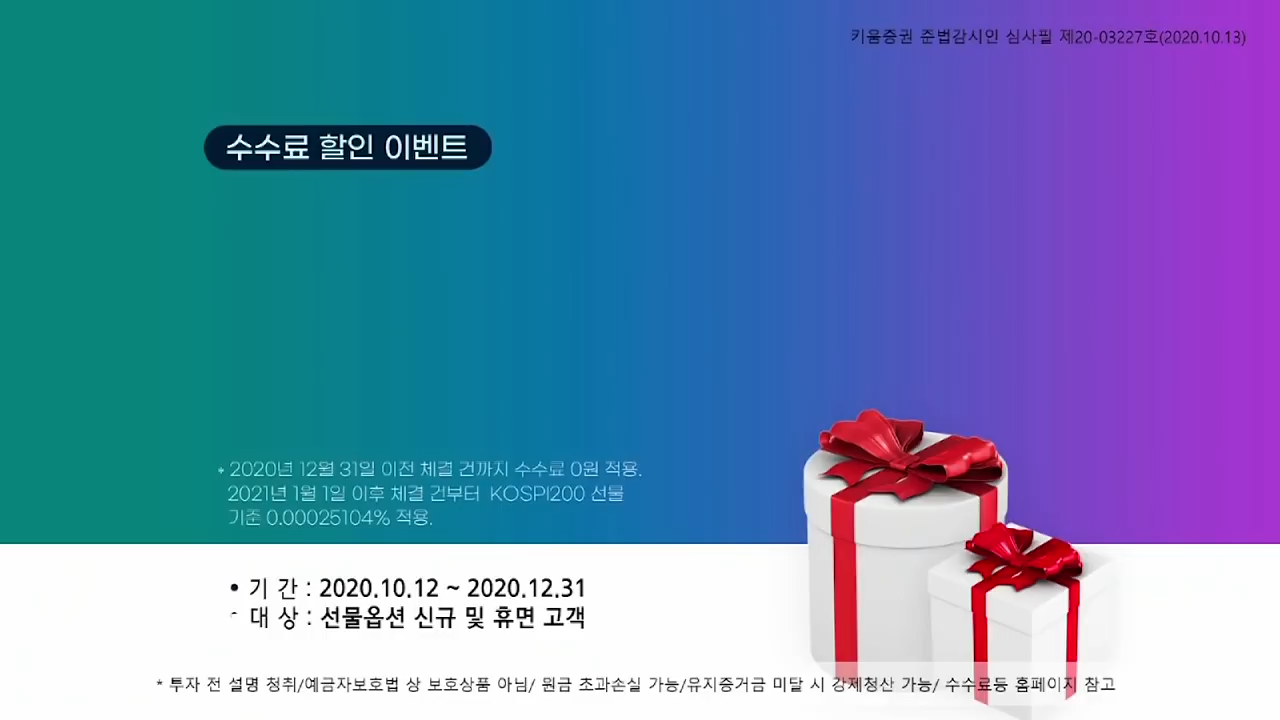 키움증권 준법감시인 심사필 제20-03227호(2020.10.13)
수수료 할인 이벤트
* 2020년 12월 31일 이전 체결 건까지 수수료 0원 적용.
2021년 1월 1일 이후 체결 건부터 KOSPI200 선물
기준 0.00025104% 적용.
• 기 간 : 2020.10.12 ~ 2020.12.31
대 상 : 선물옵션 신규 및 휴면 고객
* 투자 전 설명 청취/예금자보호법 상 보호상품 아님/ 원금 초과손실 가능/유지증거금 미달 시 강제청산 가능/ 수수료등 홈페이지 참고